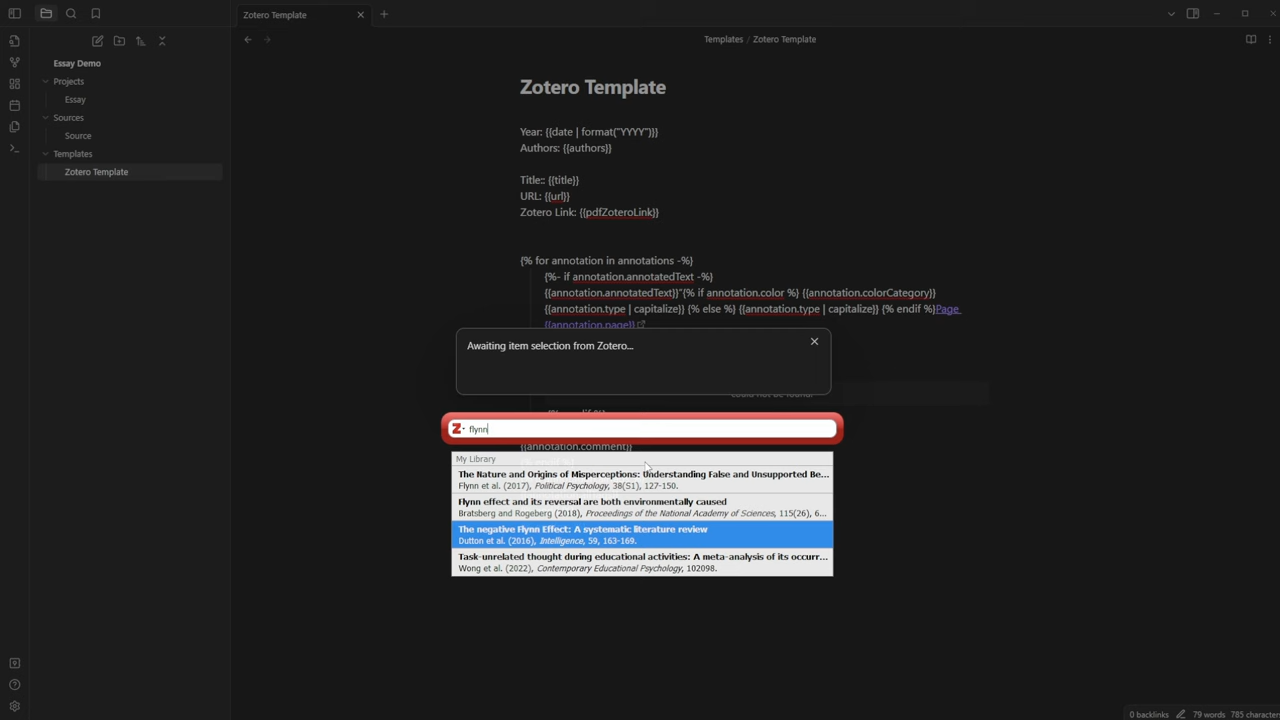 Zotero Template
Templates / Zotero Template
Essay Demo
Projects
Essay
Sources
Source
Templates
Zotero Template
Zotero Template
Year: {{date | format("YYYY")}}
Authors: {{authors}}
Title:: {{title}}
URL: {{url}}
Zotero Link: {{pdfZoteroLink}}
{% for annotation in annotations -%}
{%- if annotation.annotatedText -%}
{{annotation.annotatedText}}"{% if annotation.color %} {{annotation.colorCategory}}
{{annotation.type | capitalize}} {% else %} {{annotation.type | capitalize}} {% endif %}Page
{{annotation.page}}
Awaiting item selection from Zotero...
could not be found.
Z flynn
{{annotation.comment}}
My Library
The Nature and Origins of Misperceptions: Understanding False and Unsupported Be...
Flynn et al. (2017), Political Psychology, 38(S1), 127-150.
Flynn effect and its reversal are both environmentally caused
Bratsberg and Rogeberg (2018), Proceedings of the National Academy of Sciences, 115(26), 6...
The negative Flynn Effect: A systematic literature review
Dutton et al. (2016), Intelligence, 59, 163-169.
Task-unrelated thought during educational activities: A meta-analysis of its occurr...
Wong et al. (2022), Contemporary Educational Psychology, 102098.
0 backlinks 79 words 785 character